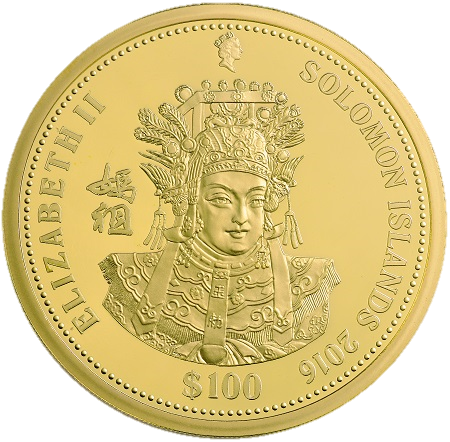 ELIZABETH II
SOLOMON ISLANDS 2016
媽祖
$100